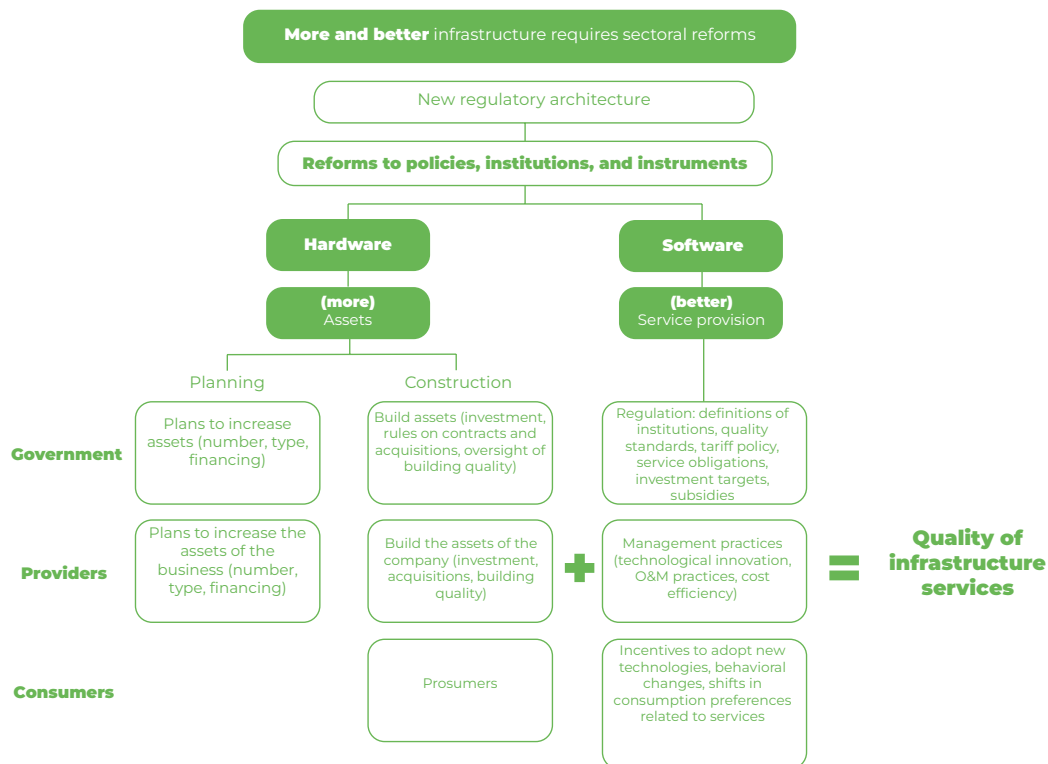 More and better infrastructure requires sectoral reforms
New regulatory architecture
Reforms to policies, institutions, and instruments
Hardware
Software
(more)
Assets
(better)
Service provision
Planning
Construction
Government
Plans to increase
assets (number, type,
financing)
Build assets (investment,
rules on contracts and
acquisitions, oversight of
building quality)
Regulation: definitions of
institutions, quality
standards, tariff policy,
service obligations,
investment targets,
subsidies
Providers
Plans to increase the
assets of the
business (number,
type, financing)
Build the assets of the
company (investment,
acquisitions, building
quality)
+
Management practices
(technological innovation,
O&M practices, cost
efficiency)
=
Quality of
infrastructure
services
Consumers
Prosumers
Incentives to adopt new
technologies, behavioral
changes, shifts in
consumption preferences
related to services